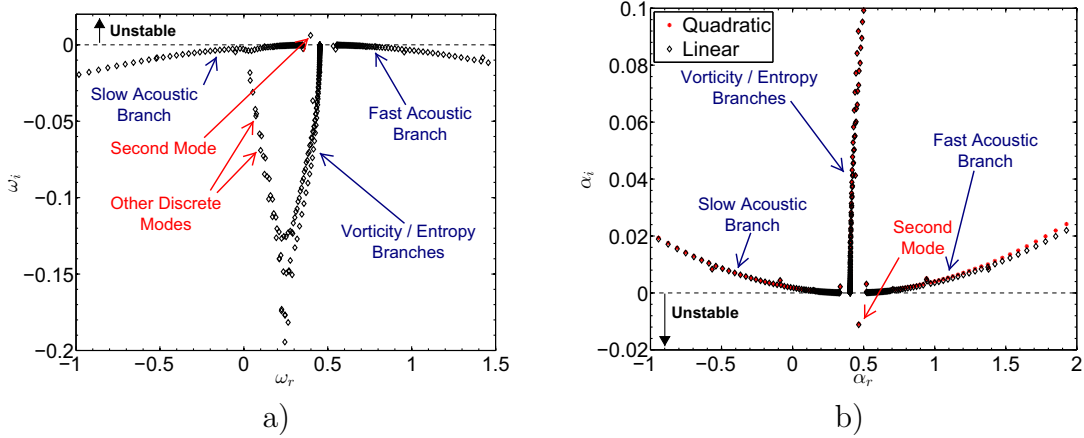 Unstable
0
−0.05
−0.1
−0.15
−0.2
ωi
Slow Acoustic
Branch
Second Mode
Other Discrete
Modes
Fast Acoustic
Branch
Vorticity / Entropy
Branches
−1
−0.5
0
0.5
1
1.5
ωr
a)
Quadratic
Linear
0.1
0.08
0.06
0.04
0.02
0
−0.02
αi
Vorticity / Entropy
Branches
Fast Acoustic
Branch
Slow Acoustic
Branch
Second
Mode
Unstable
−1
−0.5
0
0.5
1
1.5
2
αr
b)